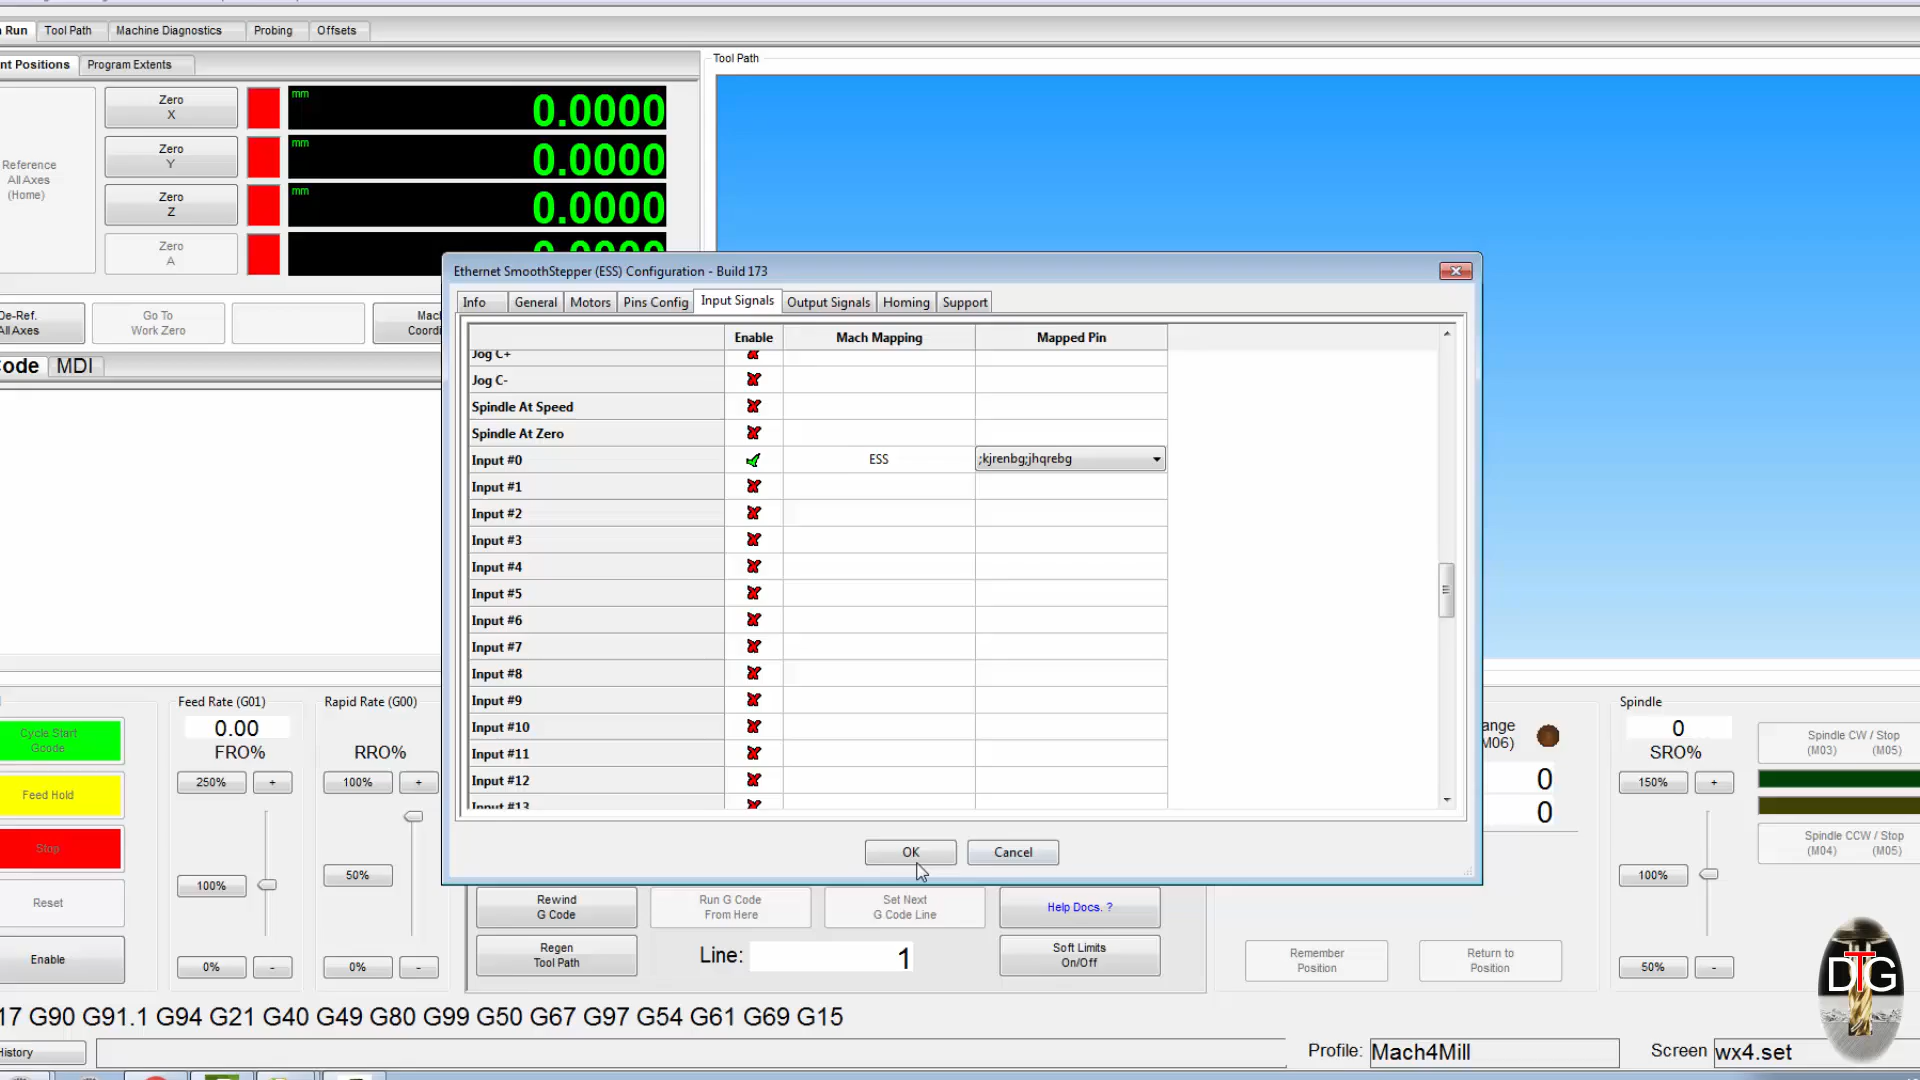 Run
Tool Path
Machine Diagnostics
Probing
Offsets
nt Positions
Program Extents
Tool Path
Reference
All Axes
(Home)
Zero
X
mm
0.0000
Zero
Y
mm
0.0000
Zero
Z
mm
0.0000
Zero
A
De-Ref.
All Axes
Go To
Work Zero
Mac
Coordi
ode
MDI
Ethernet SmoothStepper (ESS) Configuration - Build 173
Info
General
Motors
Pins Config
Input Signals
Output Signals
Homing
Support
Enable
Mach Mapping
Mapped Pin
Jog C+
Jog C-
Spindle At Speed
Spindle At Zero
Input #0
ESS
;kjrenbg;jhqrebg
Input #1
Input #2
Input #3
Input #4
Input #5
Input #6
Input #7
Input #8
Input #9
Input #10
Input #11
Input #12
Input #13
OK
Cancel
Cycle Start
Gcode
Feed Hold
Stop
Reset
Enable
Feed Rate (G01)
0.00
FRO%
250%
+
100%
0%
-
Rapid Rate (G00)
RRO%
100%
+
50%
0%
-
Rewind
G Code
Run G Code
From Here
Set Next
G Code Line
Help Docs. ?
Regen
Tool Path
Line:
1
Soft Limits
On/Off
ange
M06)
0
0
Spindle
0
SRO%
150%
+
100%
50%
-
Spindle CW / Stop
(M03) (M05)
Spindle CCW / Stop
(M04) (M05)
Remember
Position
Return to
Position
DTG
17 G90 G91.1 G94 G21 G40 G49 G80 G99 G50 G67 G97 G54 G61 G69 G15
History
Profile:
Mach4Mill
Screen
wx4.set